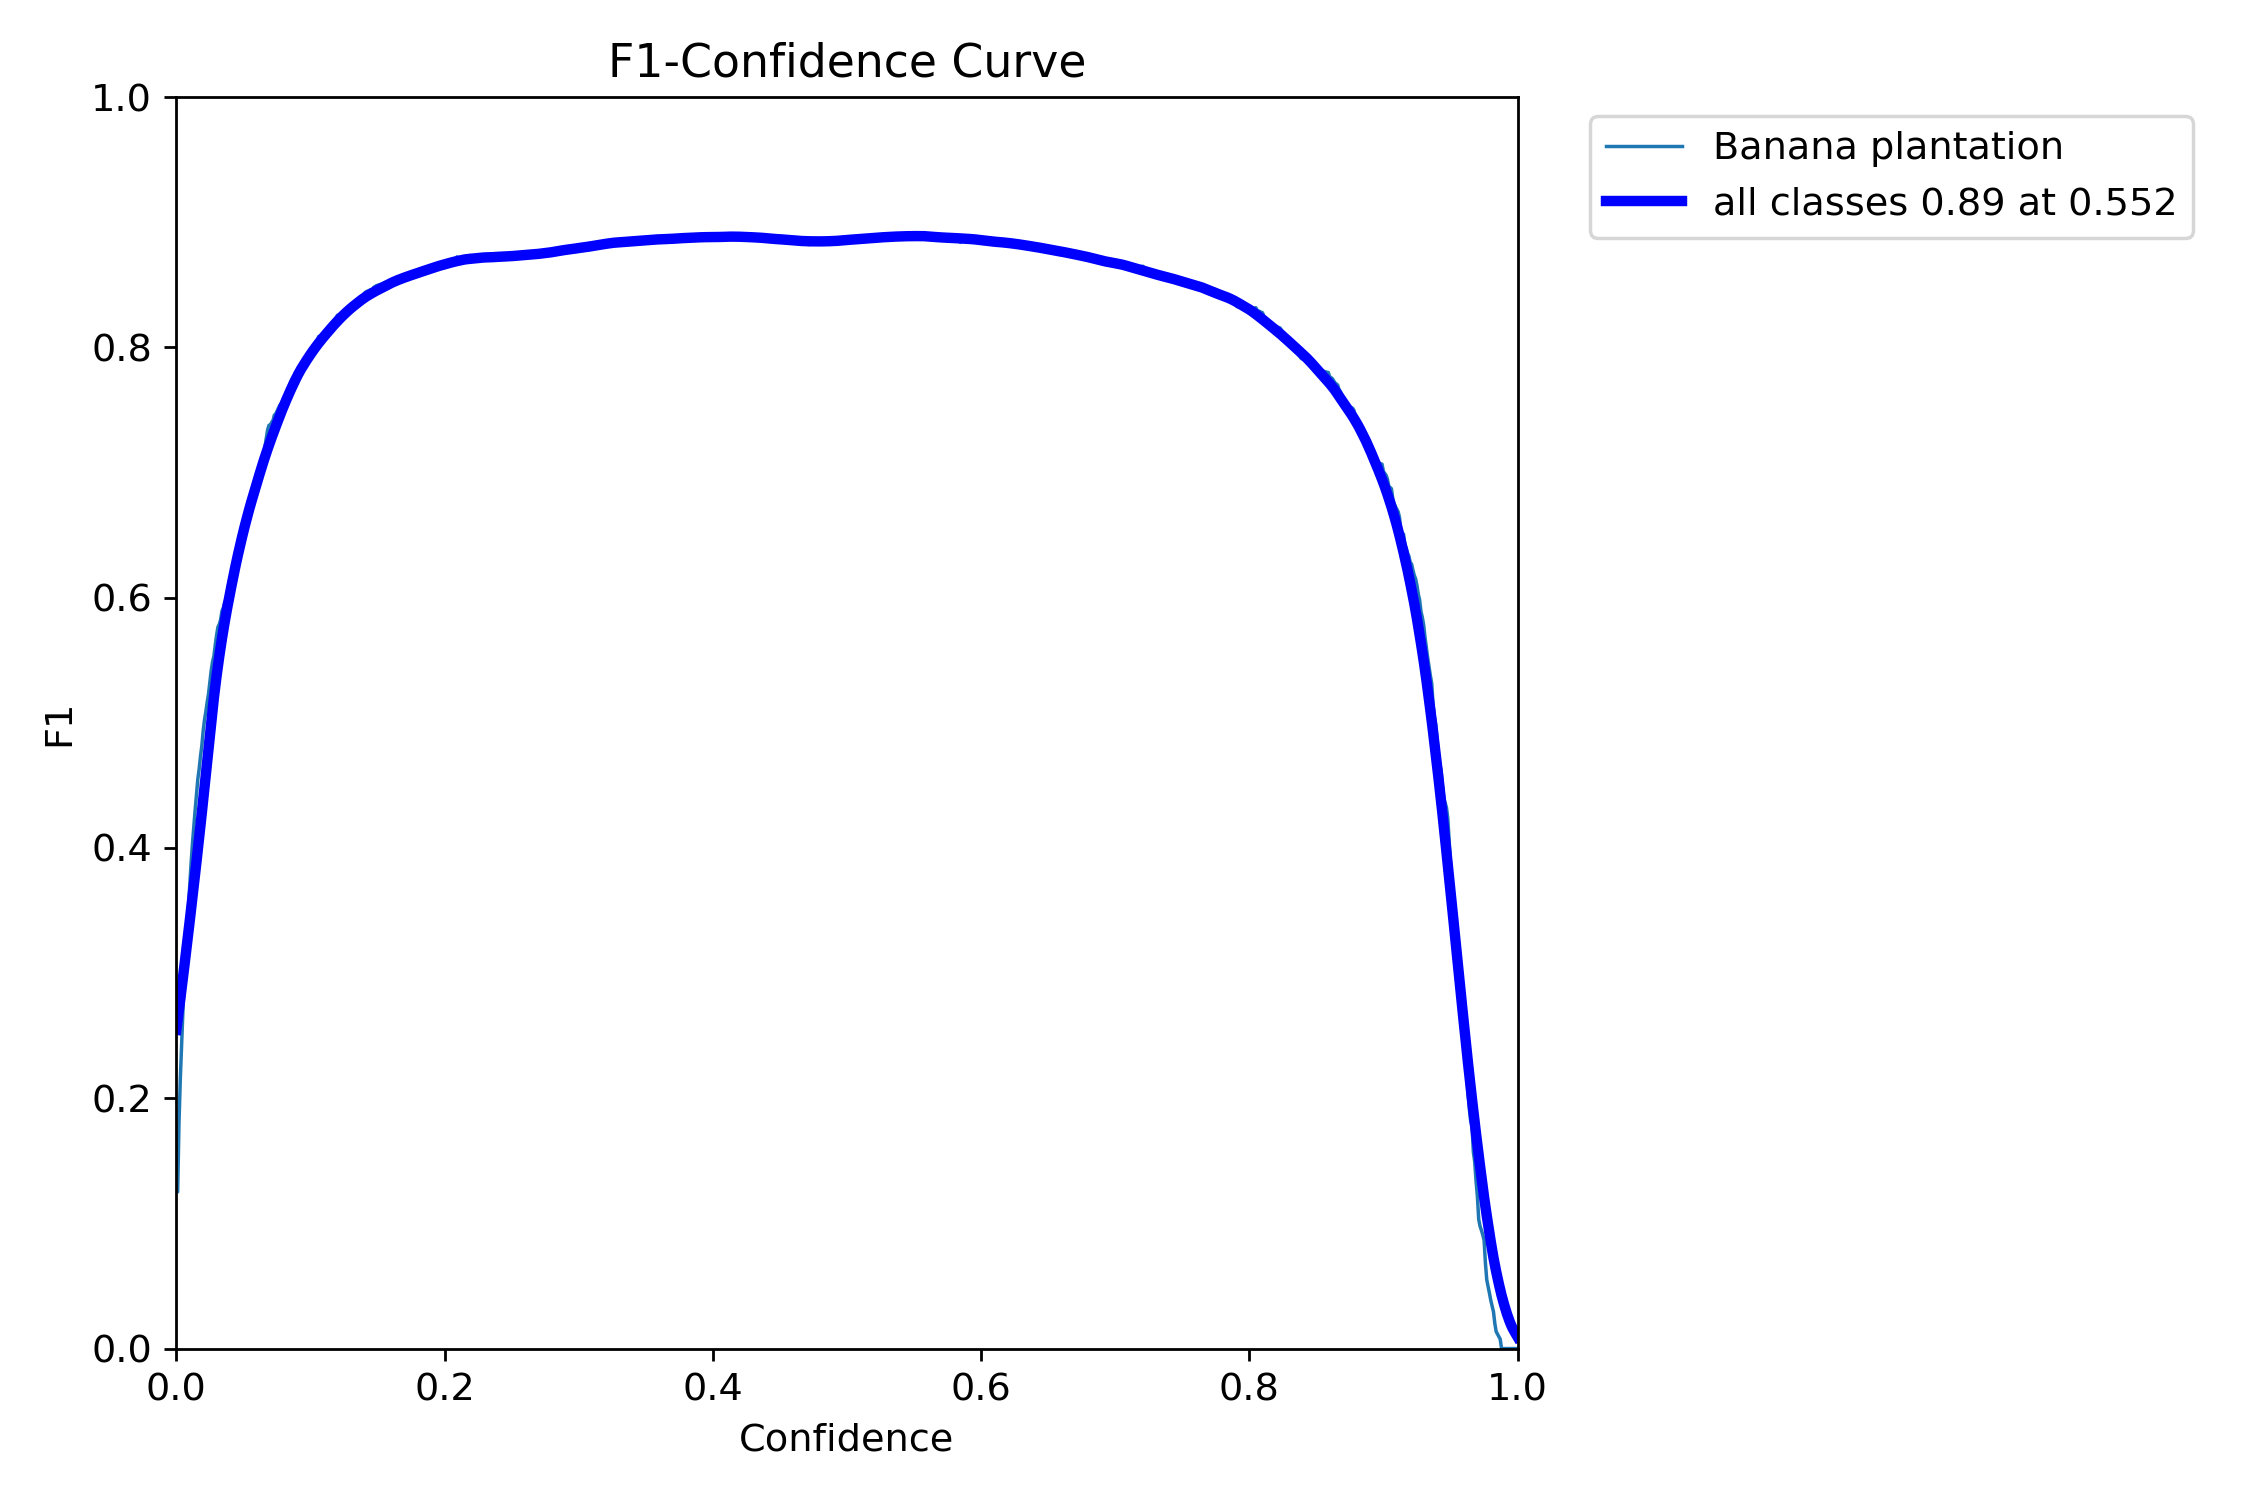 F1-Confidence Curve
1.0
0.8
0.6
0.4
0.2
0.0
F1
0.0 0.2 0.4 0.6 0.8 1.0
Confidence
Banana plantation
all classes 0.89 at 0.552